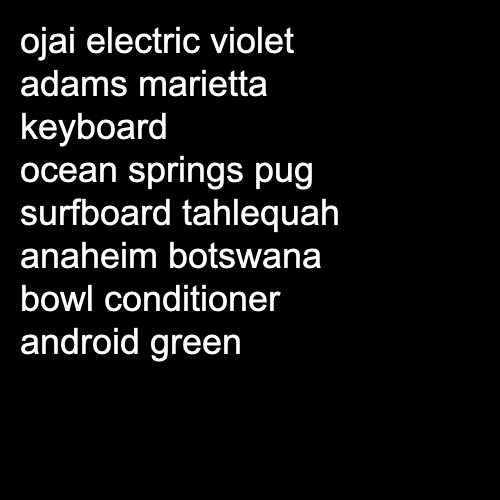 ojai electric violet
adams marietta
keyboard
ocean springs pug
surfboard tahlequah
anaheim botswana
bowl conditioner
android green